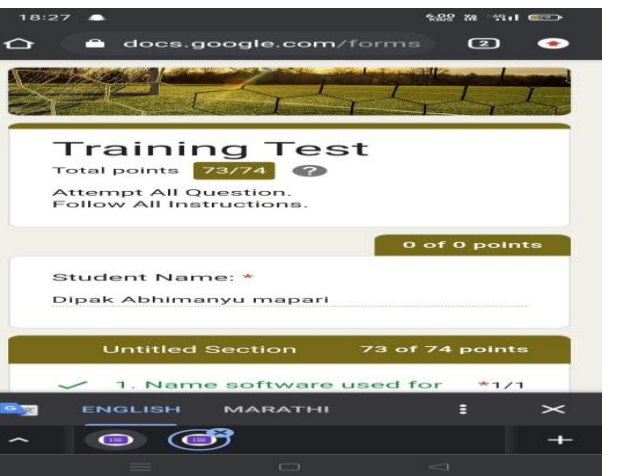 18:27
docs.google.com/forms
2
Training Test
Total points 73/74 ?
Attempt All Question.
Follow All Instructions.
0 of 0 points
Student Name: *
Dipak Abhimanyu mapari
Untitled Section 73 of 74 points
1. Name software used for *1/1
ENGLISH MARATHI